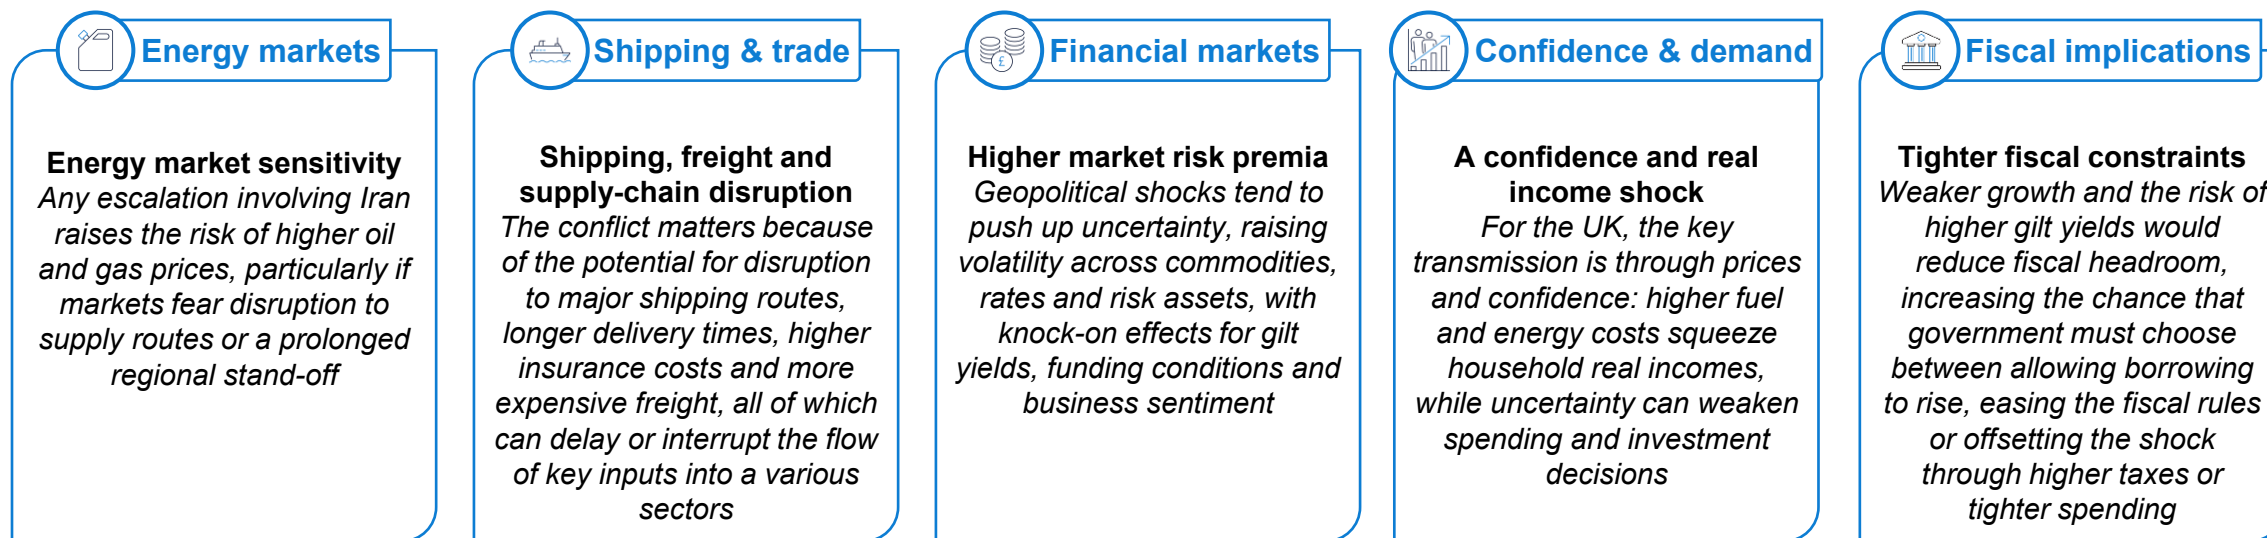 Energy markets
Energy market sensitivity
Any escalation involving Iran
raises the risk of higher oil
and gas prices, particularly if
markets fear disruption to
supply routes or a prolonged
regional stand-off
Shipping & trade
Shipping, freight and
supply-chain disruption
The conflict matters because
of the potential for disruption
to major shipping routes,
longer delivery times, higher
insurance costs and more
expensive freight, all of which
can delay or interrupt the flow
of key inputs into a various
sectors
Financial markets
£
Higher market risk premia
Geopolitical shocks tend to
push up uncertainty, raising
volatility across commodities,
rates and risk assets, with
knock-on effects for gilt
yields, funding conditions and
business sentiment
Confidence & demand
A confidence and real
income shock
For the UK, the key
transmission is through prices
and confidence: higher fuel
and energy costs squeeze
household real incomes,
while uncertainty can weaken
spending and investment
decisions
Fiscal implications
Tighter fiscal constraints
Weaker growth and the risk of
higher gilt yields would
reduce fiscal headroom,
increasing the chance that
government must choose
between allowing borrowing
to rise, easing the fiscal rules
or offsetting the shock
through higher taxes or
tighter spending